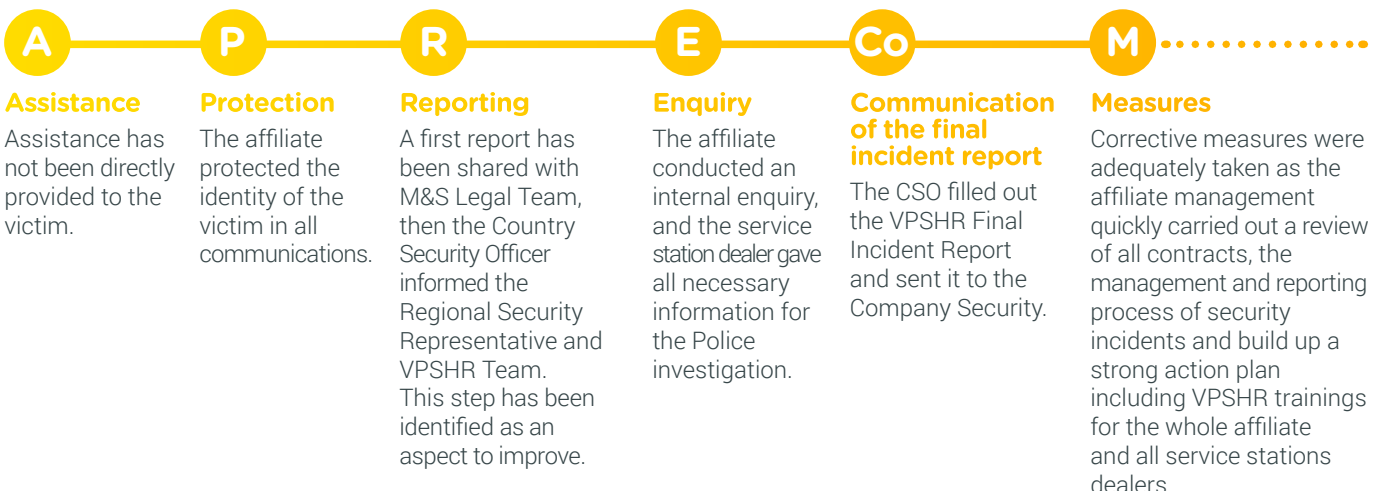 A
P
R
E
Co
M
Assistance
Assistance has
not been directly
provided to the
victim.
Protection
The affiliate
protected the
identity of the
victim in all
communications.
Reporting
A first report has
been shared with
M&S Legal Team,
then the Country
Security Officer
informed the
Regional Security
Representative and
VPSHR Team.
This step has been
identified as an
aspect to improve.
Enquiry
The affiliate
conducted an
internal enquiry,
and the service
station dealer gave
all necessary
information for
the Police
investigation.
Communication
of the final
incident report
The CSO filled out
the VPSHR Final
Incident Report
and sent it to the
Company Security.
Measures
Corrective measures were
adequately taken as the
affiliate management
quickly carried out a review
of all contracts, the
management and reporting
process of security
incidents and build up a
strong action plan
including VPSHR trainings
for the whole affiliate
and all service stations
dealers